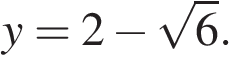 y = 2 − √6.